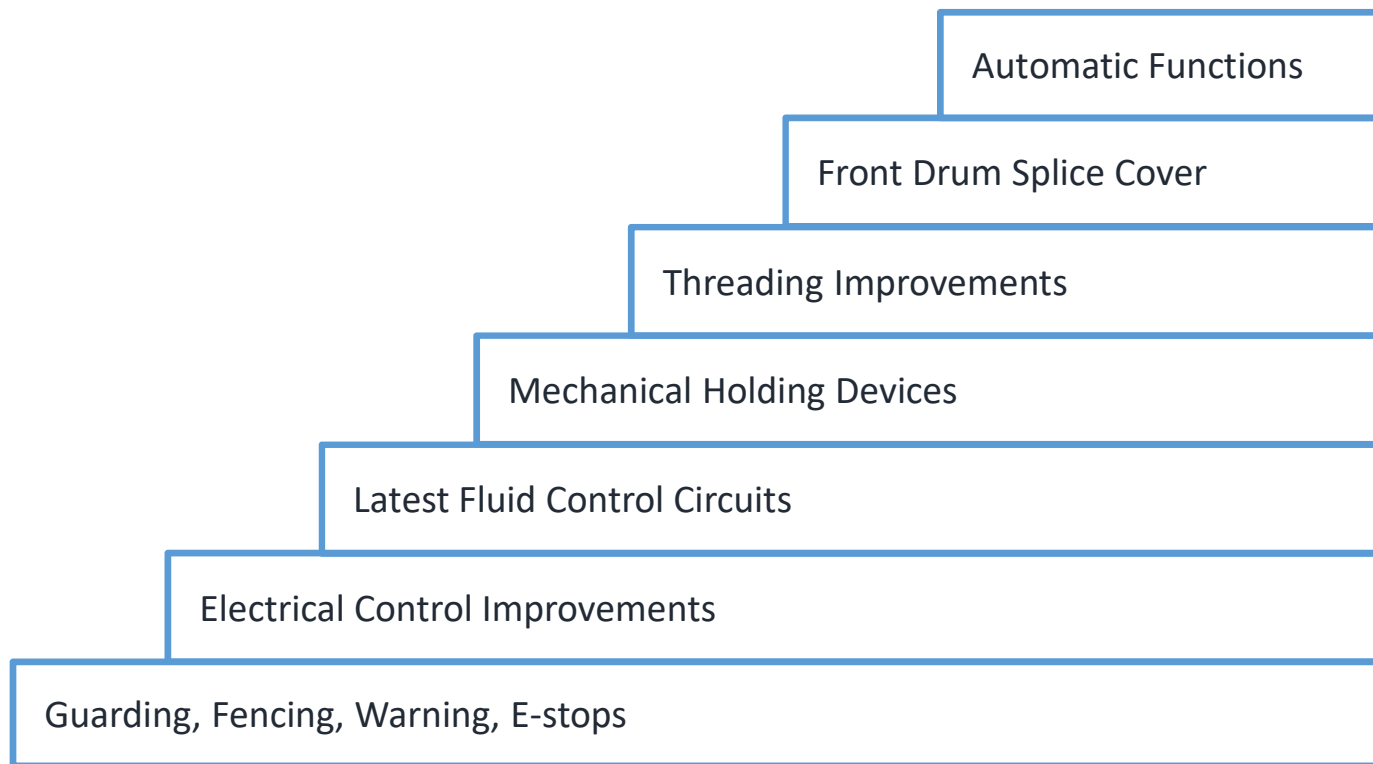 Automatic Functions
Front Drum Splice Cover
Threading Improvements
Mechanical Holding Devices
Latest Fluid Control Circuits
Electrical Control Improvements
Guarding, Fencing, Warning, E-stops